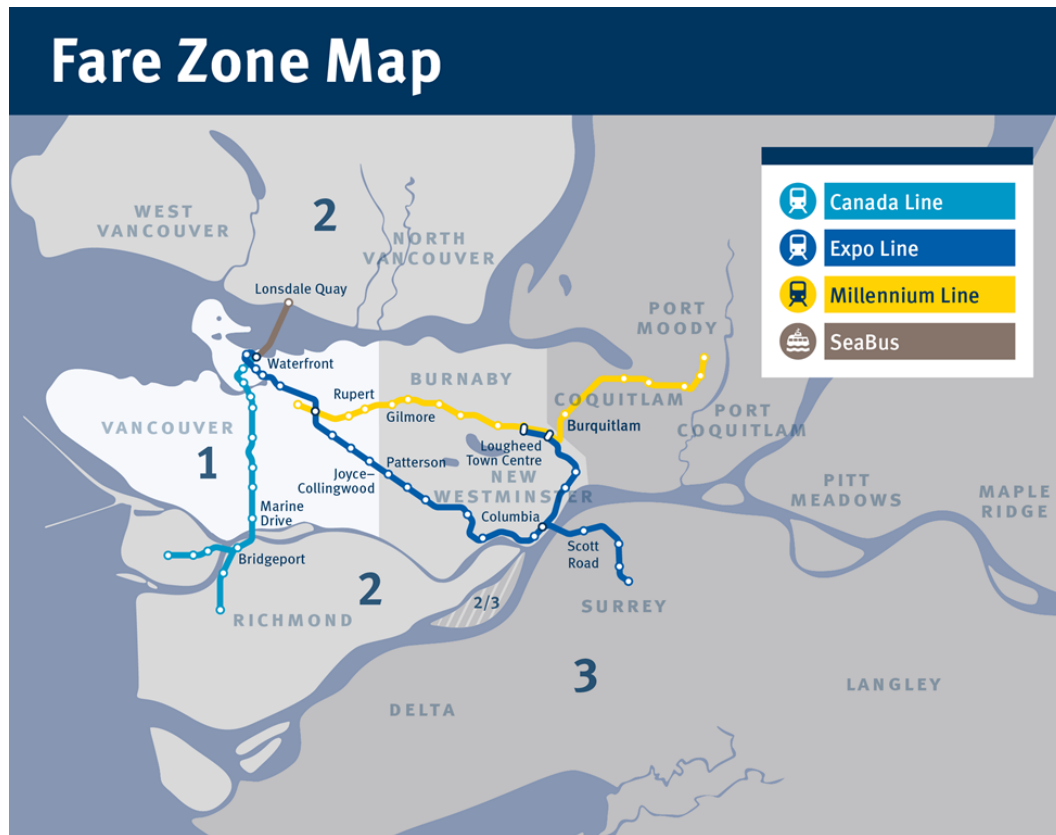 Fare Zone Map
Canada Line
Expo Line
Millennium Line
SeaBus
WEST
VANCOUVER
2
NORTH
VANCOUVER
Lonsdale Quay
PORT
MOODY
Waterfront
BURNABY
Rupert
Gilmore
COQUITLAM
Burquitlam
PORT
COQUITLAM
VANCOUVER
1
Joyce–
Collingwood
Patterson
Lougheed
Town Centre
NEW
WESTMINSTER
PITT
MEADOWS
MAPLE
RIDGE
Marine
Drive
Columbia
Bridgeport
Scott
Road
2
2/3
RICHMOND
SURREY
3
DELTA
LANGLEY